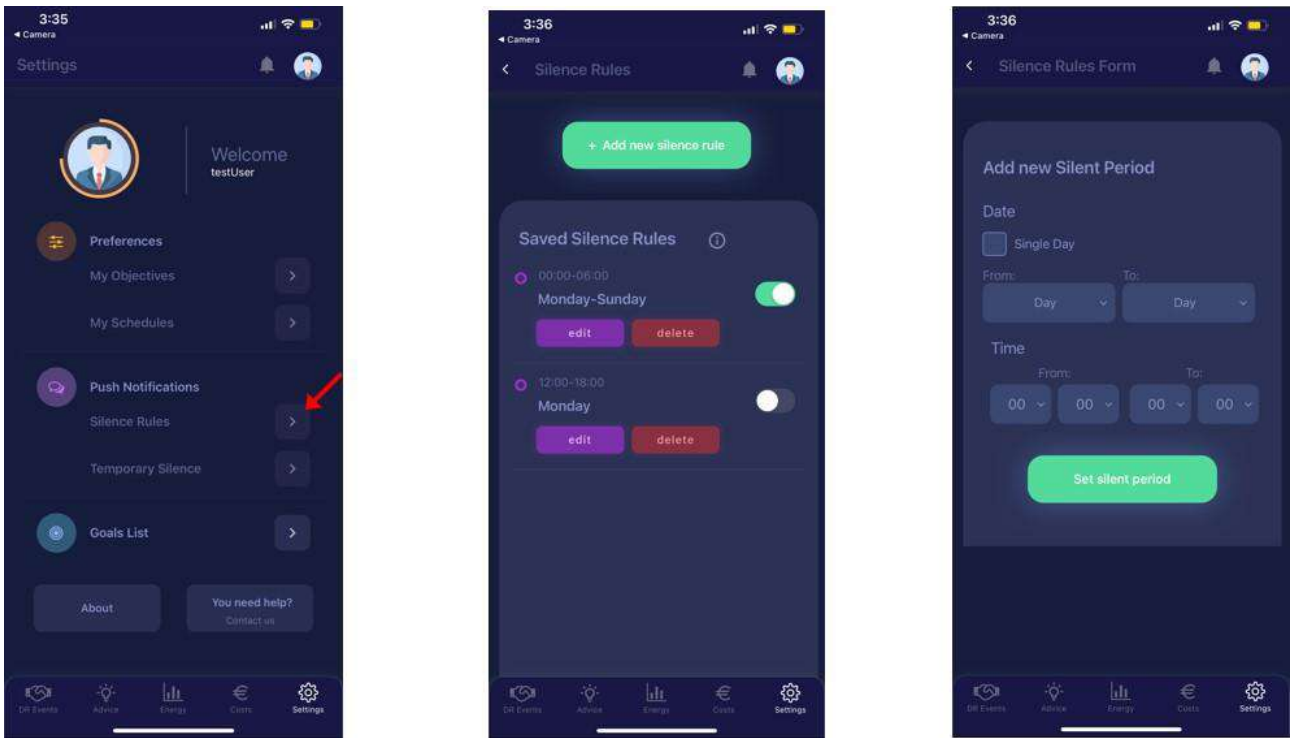 3:35
◄ Camera
Settings
Welcome
testUser
Preferences
My Objectives
My Schedules
Push Notifications
Silence Rules
Temporary Silence
Goals List
About
You need help?
Contact us
DR Events
Advice
Energy
Costs
Settings
3:36
◄ Camera
Silence Rules
+ Add new silence rule
Saved Silence Rules
00:00-06:00
Monday-Sunday
edit delete
12:00-18:00
Monday
edit delete
DR Events
Advice
Energy
Costs
Settings
3:36
◄ Camera
Silence Rules Form
Add new Silent Period
Date
Single Day
From: To:
Day Day
Time
From: To:
00 00 00 00
Set silent period
DR Events
Advice
Energy
Costs
Settings